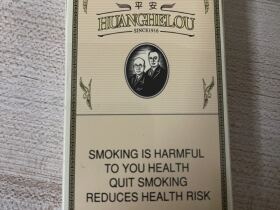 平安
HUANGHELOU
SINCE1916
SMOKING IS HARMFUL
TO YOU HEALTH
QUIT SMOKING
REDUCES HEALTH RISK